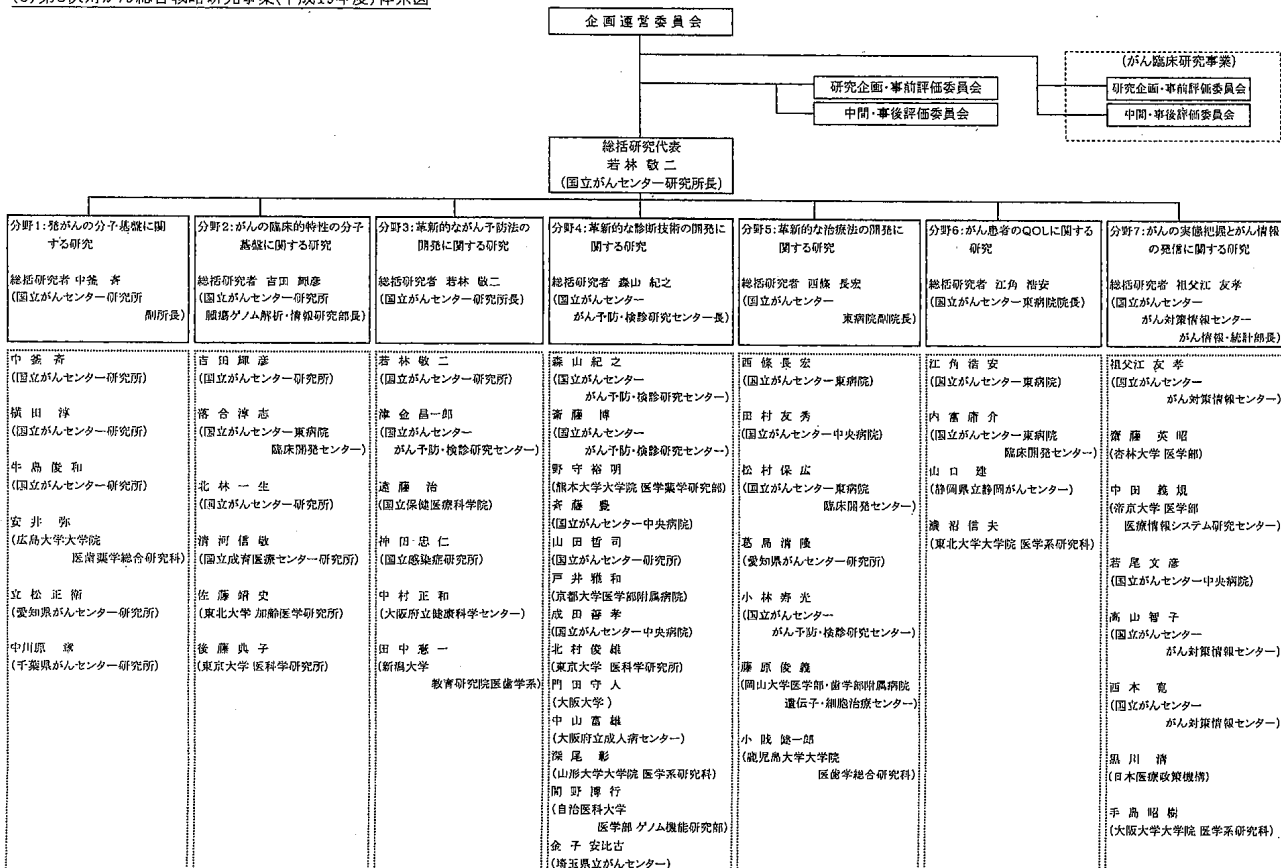 (3)第3次対がん総合戦略研究事業(平成19年度)体系図
企画運営委員会
(がん臨床研究事業)
研究企画・事前評価委員会
中間・事後評価委員会
研究企画・事前評価委員会
中間・事後評価委員会
総括研究代表
若林 敬二
(国立がんセンター研究所長)
分野1:発がんの分子基盤に関
する研究
総括研究者 中釜 斉
(国立がんセンター研究所
副所長)
中釜 斉
(国立がんセンター研究所)
横田 淳
(国立がんセンター研究所)
牛島俊和
(国立がんセンター研究所)
安井 弥
(広島大学大学院
医歯薬学総合研究科)
立松正衞
(愛知県がんセンター研究所)
中川原 章
(千葉県がんセンター研究所)
分野2:がんの臨床的特性の分子
基盤に関する研究
総括研究者 吉田 輝彦
(国立がんセンター研究所
腫瘍ゲノム解析・情報研究部長)
吉田輝彦
(国立がんセンター研究所)
落合淳志
(国立がんセンター東病院
臨床開発センター)
北林一生
(国立がんセンター研究所)
清河信敬
(国立成育医療センター研究所)
佐藤靖史
(東北大学 加齢医学研究所)
後藤典子
(東京大学 医科学研究所)
分野3:革新的ながん予防法の
開発に関する研究
総括研究者 若林 敬二
(国立がんセンター研究所長)
若林敬二
(国立がんセンター研究所)
津金昌一郎
(国立がんセンター
がん予防・検診研究センター)
遠藤 治
(国立保健医療科学院)
神田忠仁
(国立感染症研究所)
中村正和
(大阪府立健康科学センター)
田中憲一
(新潟大学
教育研究院医歯学系)
分野4:革新的な診断技術の開発に
関する研究
総括研究者 森山 紀之
(国立がんセンター
がん予防・検診研究センター長)
森山紀之
(国立がんセンター
がん予防・検診研究センター)
斎藤 博
(国立がんセンター
がん予防・検診研究センター)
野守裕明
(熊本大学大学院 医学薬学研究部)
斉藤 豊
(国立がんセンター中央病院)
山田哲司
(国立がんセンター研究所)
戸井雅和
(京都大学医学部附属病院)
成田善孝
(国立がんセンター中央病院)
北村俊雄
(東京大学 医科学研究所)
門田守人
(大阪大学)
中山富雄
(大阪府立成人病センター)
深尾 彰
(山形大学大学院 医学系研究科)
間野博行
(自治医科大学
医学部 ゲノム機能研究部)
金子安比古
(埼玉県立がんセンター)
分野5:革新的な治療法の開発に
関する研究
総括研究者 西條 長宏
(国立がんセンター
東病院副院長)
西條長宏
(国立がんセンター東病院)
田村友秀
(国立がんセンター中央病院)
松村保広
(国立がんセンター東病院
臨床開発センター)
葛島清隆
(愛知県がんセンター研究所)
小林寿光
(国立がんセンター
がん予防・検診研究センター)
藤原俊義
(岡山大学医学部・歯学部附属病院
遺伝子・細胞治療センター)
小戝健一郎
(鹿児島大学大学院
医歯学総合研究科)
分野6:がん患者のQOLに関する
研究
総括研究者 江角 浩安
(国立がんセンター東病院院長)
江角浩安
(国立がんセンター東病院)
内富庸介
(国立がんセンター東病院
臨床開発センター)
山口 建
(静岡県立静岡がんセンター)
濃沼信夫
(東北大学大学院 医学系研究科)
分野7:がんの実態把握とがん情報
の発信に関する研究
総括研究者 祖父江 友孝
(国立がんセンター
がん対策情報センター
がん情報・統計部長)
祖父江友孝
(国立がんセンター
がん対策情報センター)
齋藤英昭
(杏林大学 医学部)
中田義規
(帝京大学 医学部
医療情報システム研究センター)
若尾文彦
(国立がんセンター中央病院)
高山智子
(国立がんセンター
がん対策情報センター)
西本寛
(国立がんセンター
がん対策情報センター)
黒川 清
(日本医療政策機構)
手島昭樹
(大阪大学大学院 医学系研究科)